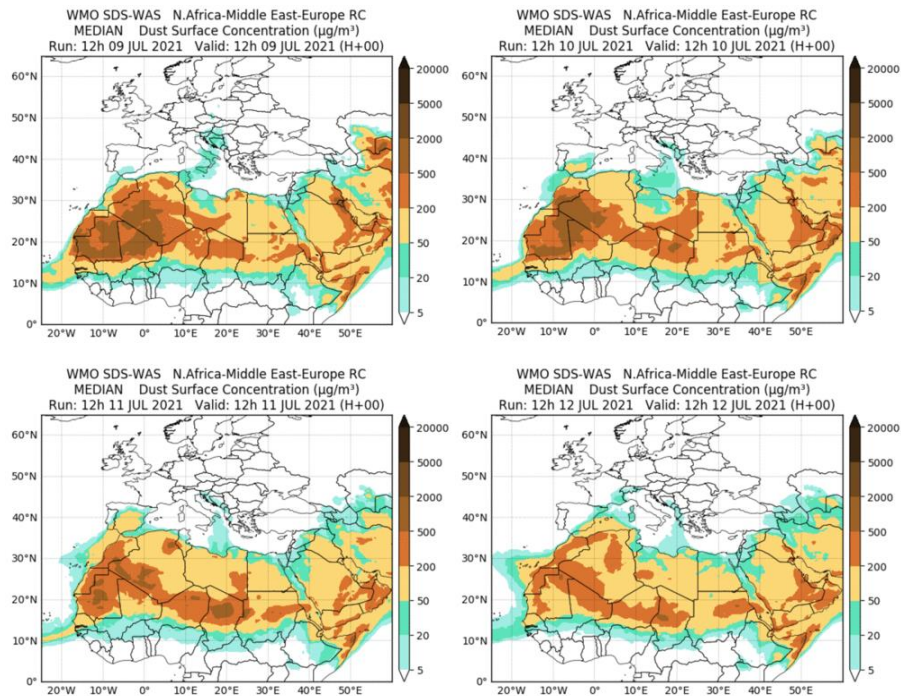 WMO SDS-WAS N.Africa-Middle East-Europe RC
MEDIAN Dust Surface Concentration (µg/m³)
Run: 12h 09 JUL 2021 Valid: 12h 09 JUL 2021 (H+00)
60°N
50°N
40°N
30°N
20°N
10°N
0°
20°W 10°W 0° 10°E 20°E 30°E 40°E 50°E
20000
5000
2000
500
200
50
20
5
WMO SDS-WAS N.Africa-Middle East-Europe RC
MEDIAN Dust Surface Concentration (µg/m³)
Run: 12h 10 JUL 2021 Valid: 12h 10 JUL 2021 (H+00)
60°N
50°N
40°N
30°N
20°N
10°N
0°
20°W 10°W 0° 10°E 20°E 30°E 40°E 50°E
20000
5000
2000
500
200
50
20
5
WMO SDS-WAS N.Africa-Middle East-Europe RC
MEDIAN Dust Surface Concentration (µg/m³)
Run: 12h 11 JUL 2021 Valid: 12h 11 JUL 2021 (H+00)
60°N
50°N
40°N
30°N
20°N
10°N
0°
20°W 10°W 0° 10°E 20°E 30°E 40°E 50°E
20000
5000
2000
500
200
50
20
5
WMO SDS-WAS N.Africa-Middle East-Europe RC
MEDIAN Dust Surface Concentration (µg/m³)
Run: 12h 12 JUL 2021 Valid: 12h 12 JUL 2021 (H+00)
60°N
50°N
40°N
30°N
20°N
10°N
0°
20°W 10°W 0° 10°E 20°E 30°E 40°E 50°E
20000
5000
2000
500
200
50
20
5